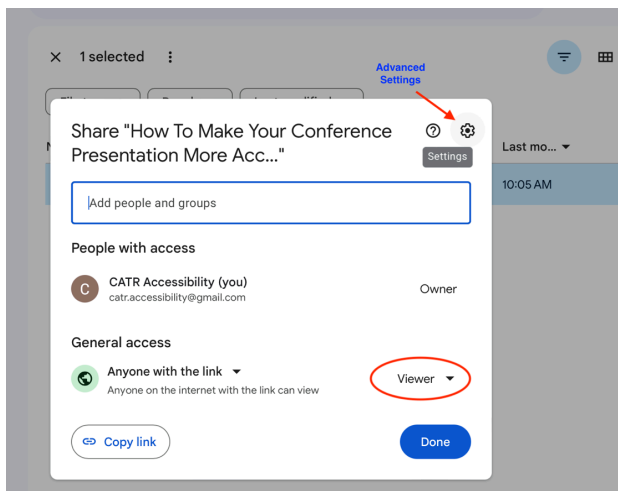 1 selected
Advanced
Settings
Share "How To Make Your Conference
Presentation More Acc..."
Settings
Last mo...
10:05 AM
Add people and groups
People with access
C
CATR Accessibility (you)
catr.accessibility@gmail.com
Owner
General access
Anyone with the link
Anyone on the internet with the link can view
Viewer
Copy link
Done